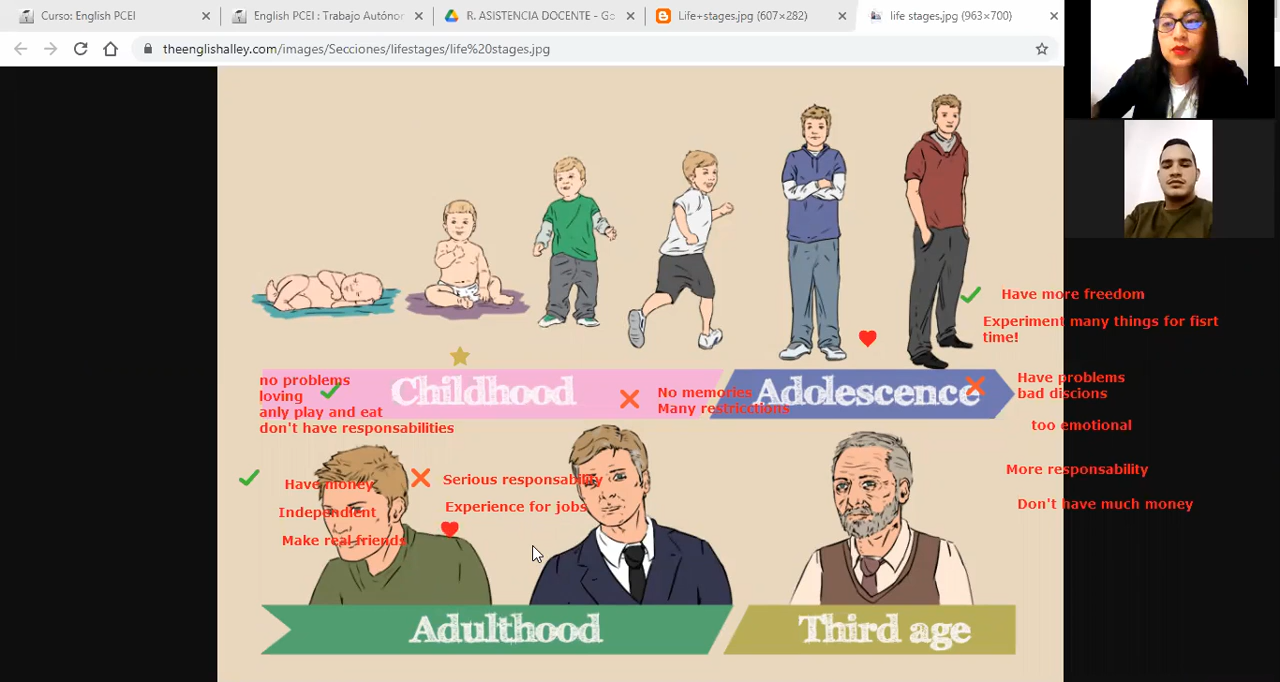 Curso: English PCEI
English PCEI : Trabajo Autónor
R. ASISTENCIA DOCENTE - Go
Life+stages.jpg (607×282)
life stages.jpg (963×700)
theenglishalley.com/images/Secciones/lifestages/life%20stages.jpg
Have more freedom
Experiment many things for fisrt
time!
no problems
loving
anly play and eat
don't have responsabilities
Childhood
No memories
Many restricctions
Adolescence
Have problems
bad discions
too emotional
More responsability
Don't have much money
Have money
Independient
Make real friends
Serious responsability
Experience for jobs
Adulthood
Third age